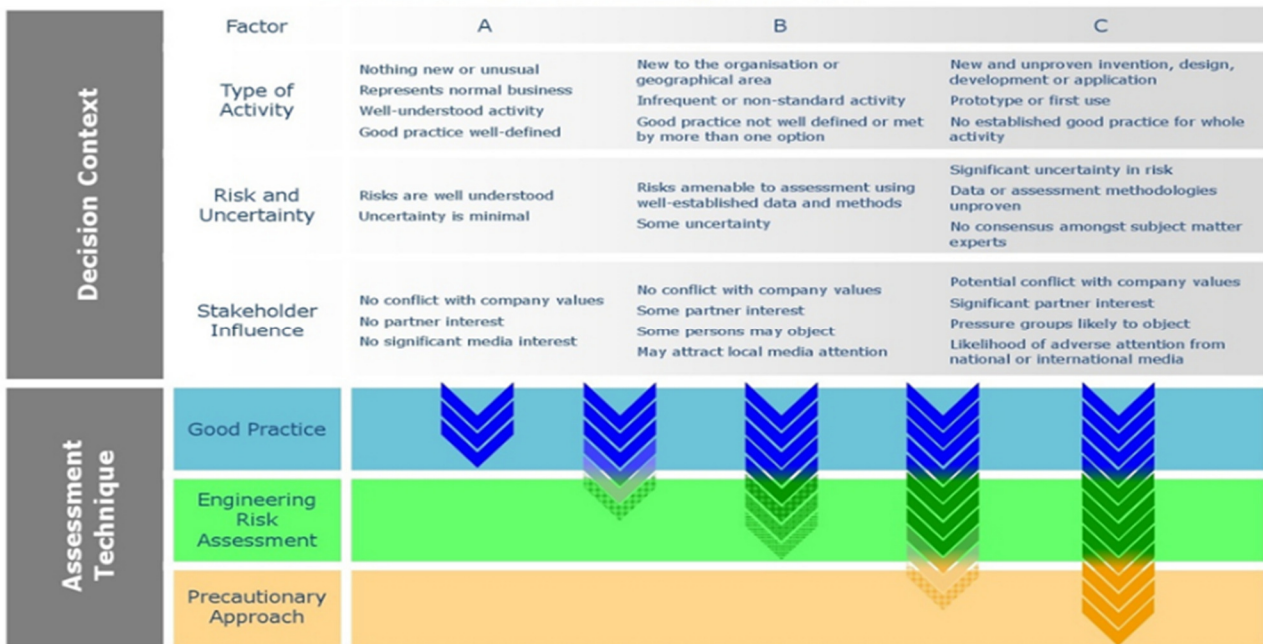 Factor
A
B
C
Decision Context
Type of
Activity
Nothing new or unusual
Represents normal business
Well-understood activity
Good practice well-defined
New to the organisation or
geographical area
Infrequent or non-standard activity
Good practice not well defined or met
by more than one option
New and unproven invention, design,
development or application
Prototype or first use
No established good practice for whole
activity
Risk and
Uncertainty
Risks are well understood
Uncertainty is minimal
Risks amenable to assessment using
well-established data and methods
Some uncertainty
Significant uncertainty in risk
Data or assessment methodologies
unproven
No consensus amongst subject matter
experts
Stakeholder
Influence
No conflict with company values
No partner interest
No significant media interest
No conflict with company values
Some partner interest
Some persons may object
May attract local media attention
Potential conflict with company values
Significant partner interest
Pressure groups likely to object
Likelihood of adverse attention from
national or international media
Assessment
Technique
Good Practice
Engineering
Risk
Assessment
Precautionary
Approach